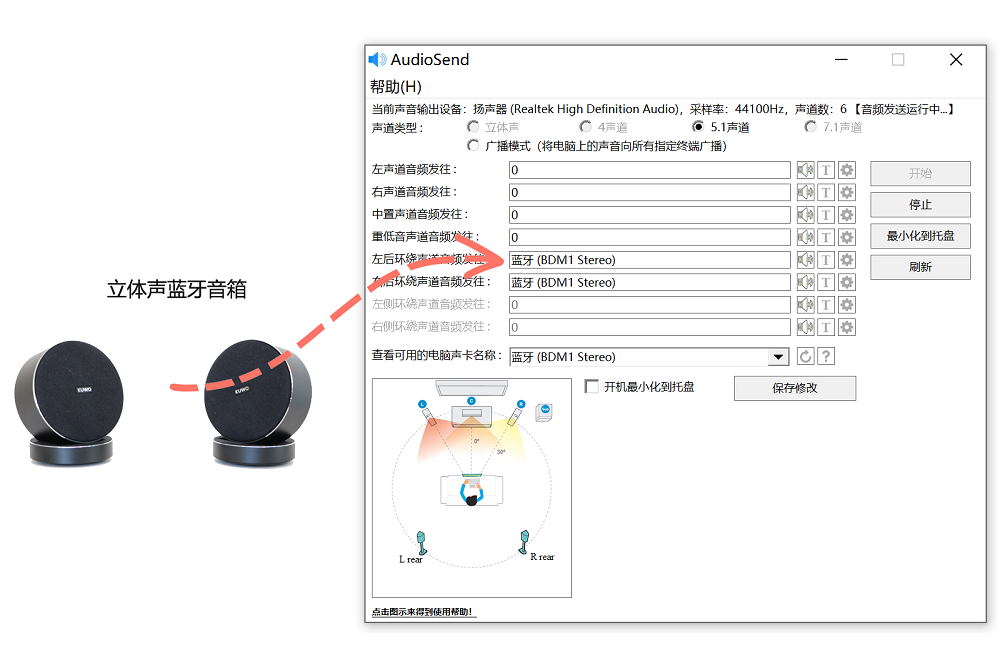 AudioSend
帮助(H)
当前声音输出设备：扬声器 (Realtek High Definition Audio)，采样率：44100Hz，声道数：6 【音频发送运行中...】
声道类型： 立体声 4声道 5.1声道 7.1声道
广播模式（将电脑上的声音向所有指定终端广播）
左声道音频发往： 0 T 开始
右声道音频发往： 0 T 停止
中置声道音频发往： 0 T
重低音声道音频发往： 0 T 最小化到托盘
左后环绕声道音频发往 蓝牙 (BDM1 Stereo) T 刷新
后环绕声道音频发往： 蓝牙 (BDM1 Stereo) T
立体声蓝牙音箱
左侧环绕声道音频发往： 0 T
右侧环绕声道音频发往： 0 T
查看可用的电脑声卡名称： 蓝牙 (BDM1 Stereo) ?
开机最小化到托盘 保存修改
KUWO
KUWO
L C R
0°
30°
L rear R rear
点击图示来得到使用帮助！